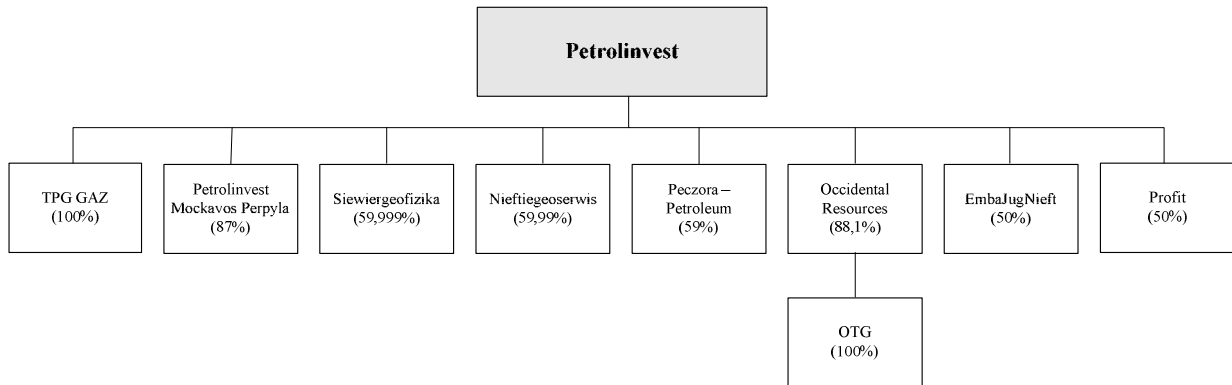 Petrolinvest
TPG GAZ
(100%)
Petrolinvest
Mockavos Perpyla
(87%)
Siewiergeofizika
(59,999%)
Nieftiegeoserwis
(59,99%)
Peczora –
Petroleum
(59%)
Occidental
Resources
(88,1%)
EmbaJugNieft
(50%)
Profit
(50%)
OTG
(100%)